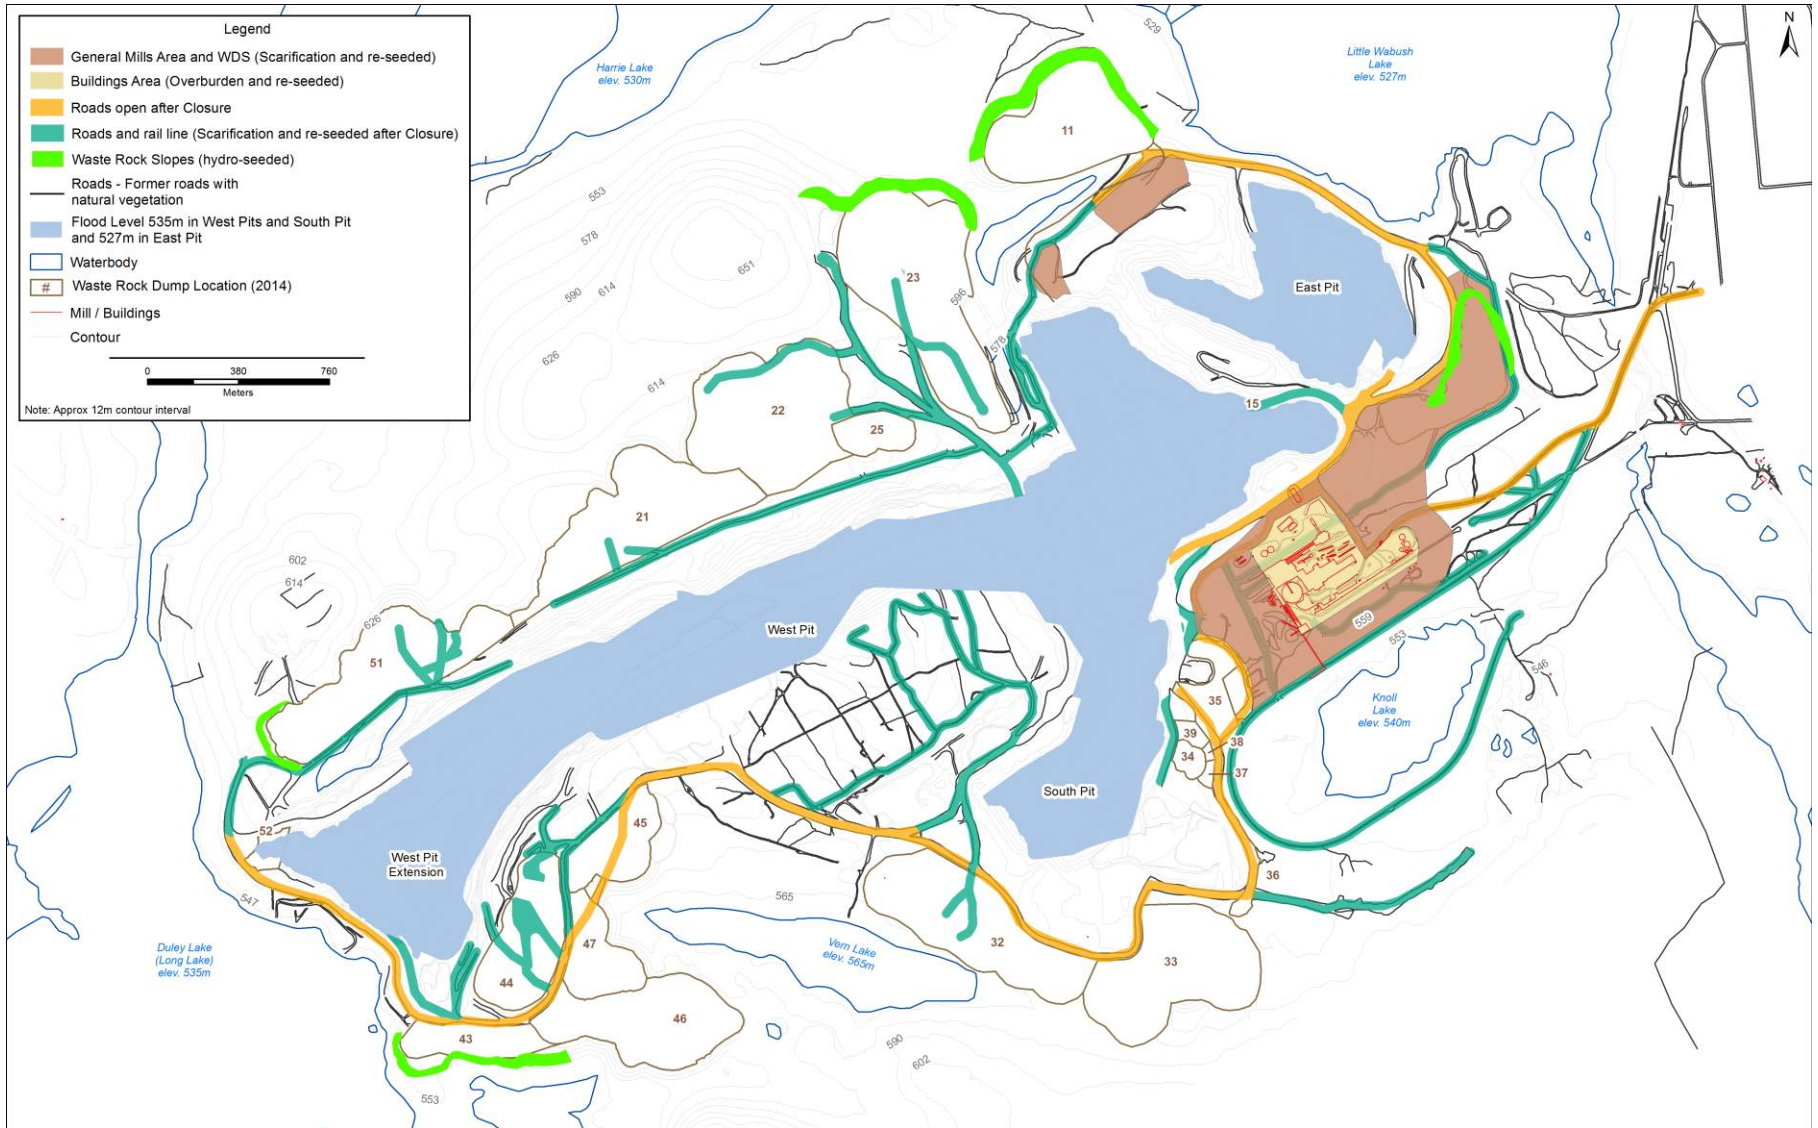 Legend
General Mills Area and WDS (Scarification and re-seeded)
Buildings Area (Overburden and re-seeded)
Roads open after Closure
Roads and rail line (Scarification and re-seeded after Closure)
Waste Rock Slopes (hydro-seeded)
Roads - Former roads with
natural vegetation
Flood Level 535m in West Pits and South Pit
and 527m in East Pit
Waterbody
# Waste Rock Dump Location (2014)
Mill / Buildings
Contour
0 380 760
Meters
Note: Approx 12m contour interval
N
529
Harrie Lake
elev. 530m
Little Wabush
Lake
elev. 527m
11
553
578
651
590
614
23
596
East Pit
578
626
614
15
22
25
21
602
614
626
West Pit
559
553
546
51
35
Knoll
Lake
elev. 540m
39
38
34
37
South Pit
52
45
West Pit
Extension
36
547
565
Duley Lake
(Long Lake)
elev. 535m
47
Vern Lake
elev. 565m
32
33
44
46
43
590
602
553